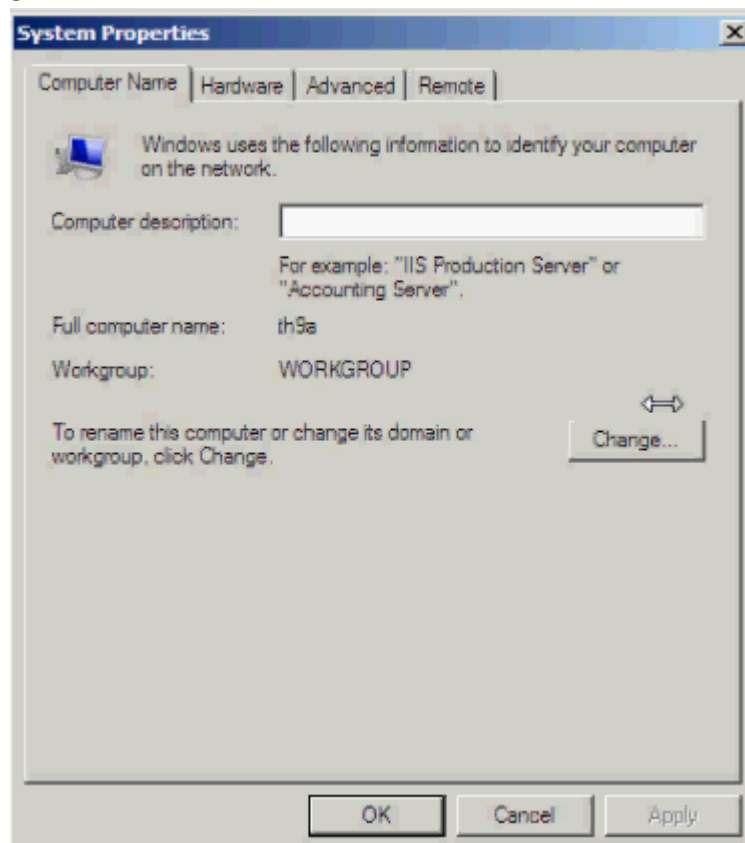 System Properties
Computer Name Hardware Advanced Remote
Windows uses the following information to identify your computer
on the network.
Computer description:
For example: "IIS Production Server" or
"Accounting Server".
Full computer name: th9a
Workgroup: WORKGROUP
To rename this computer or change its domain or
workgroup, click Change.
Change...
OK Cancel Apply